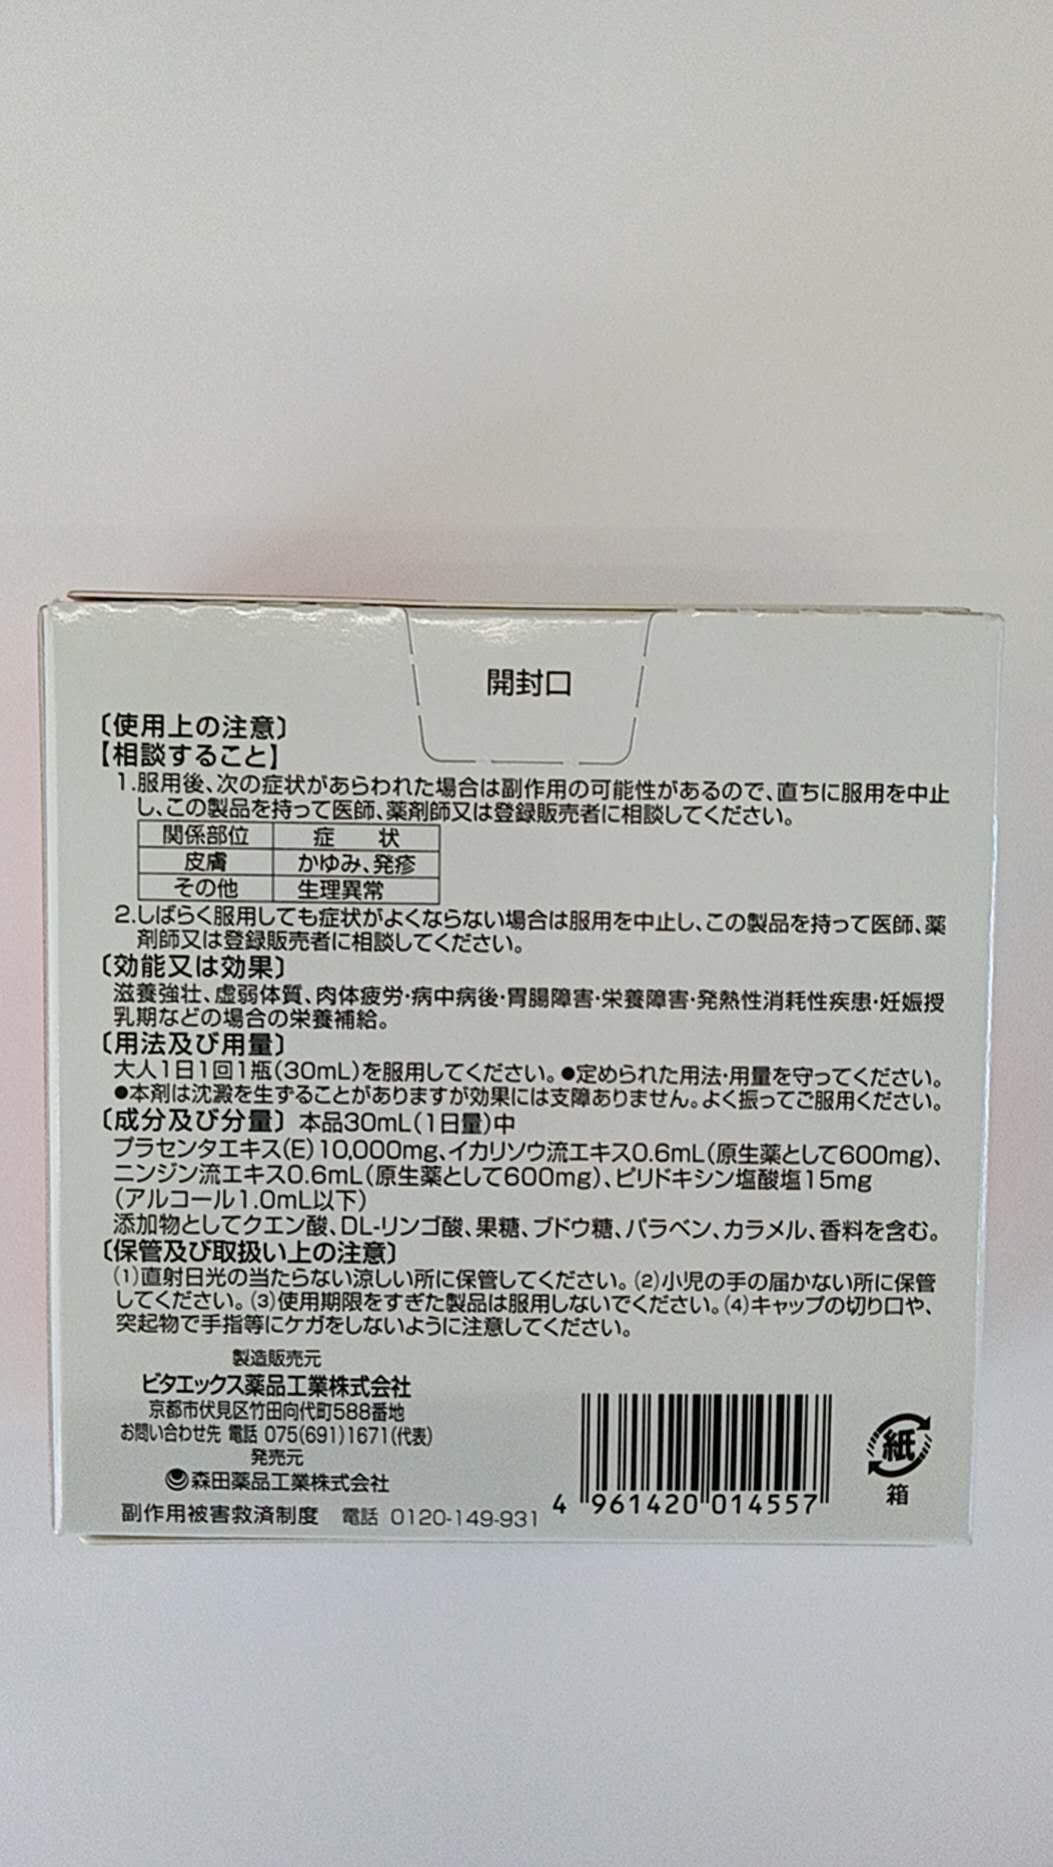 開封口
〔使用上の注意〕
【相談すること】
1.服用後、次の症状があらわれた場合は副作用の可能性があるので、直ちに服用を中止
し、この製品を持って医師、薬剤師又は登録販売者に相談してください。
関係部位 症 状
皮膚 かゆみ、発疹
その他 生理異常
2.しばらく服用しても症状がよくならない場合は服用を中止し、この製品を持って医師、薬
剤師又は登録販売者に相談してください。
〔効能又は効果〕
滋養強壮、虚弱体質、肉体疲労・病中病後・胃腸障害・栄養障害・発熱性消耗性疾患・妊娠授
乳期などの場合の栄養補給。
〔用法及び用量〕
大人1日1回1瓶(30mL)を服用してください。●定められた用法・用量を守ってください。
●本剤は沈澱を生ずることがありますが効果には支障ありません。よく振ってご服用ください。
〔成分及び分量〕本品30mL(1日量)中
プラセンタエキス(E)10,000mg、イカリソウ流エキス0.6mL(原生薬として600mg)、
ニンジン流エキス0.6mL(原生薬として600mg)、ピリドキシン塩酸塩15mg
(アルコール1.0mL以下)
添加物としてクエン酸、DL-リンゴ酸、果糖、ブドウ糖、パラベン、カラメル、香料を含む。
〔保管及び取扱い上の注意〕
(1)直射日光の当たらない涼しい所に保管してください。(2)小児の手の届かない所に保管
してください。(3)使用期限をすぎた製品は服用しないでください。(4)キャップの切り口や、
突起物で手指等にケガをしないように注意してください。
製造販売元
ビタエックス薬品工業株式会社
京都市伏見区竹田向代町588番地
お問い合わせ先 電話 075(691)1671(代表)
発売元
森田薬品工業株式会社
副作用被害救済制度 電話 0120-149-931
4 961420 014557
紙
箱